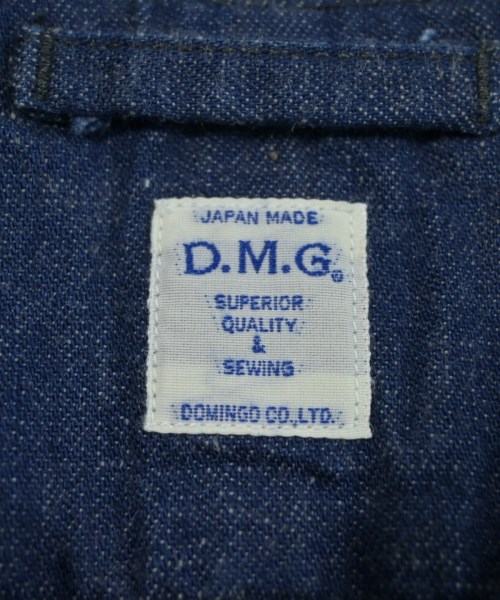 JAPAN MADE
D.M.G®
SUPERIOR
QUALITY
&
SEWING
DOMINGO CO.,LTD.